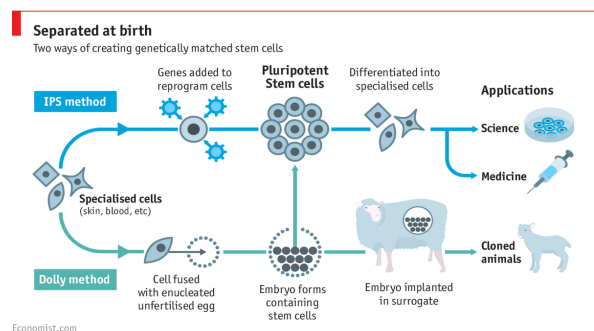 Separated at birth
Two ways of creating genetically matched stem cells
Genes added to
reprogram cells
Pluripotent
Stem cells
Differentiated into
specialised cells
Applications
IPS method
Science
Medicine
Specialised cells
(skin, blood, etc)
Dolly method
Cell fused
with enucleated
unfertilised egg
Embryo forms
containing
stem cells
Embryo implanted
in surrogate
Cloned
animals
Economist.com